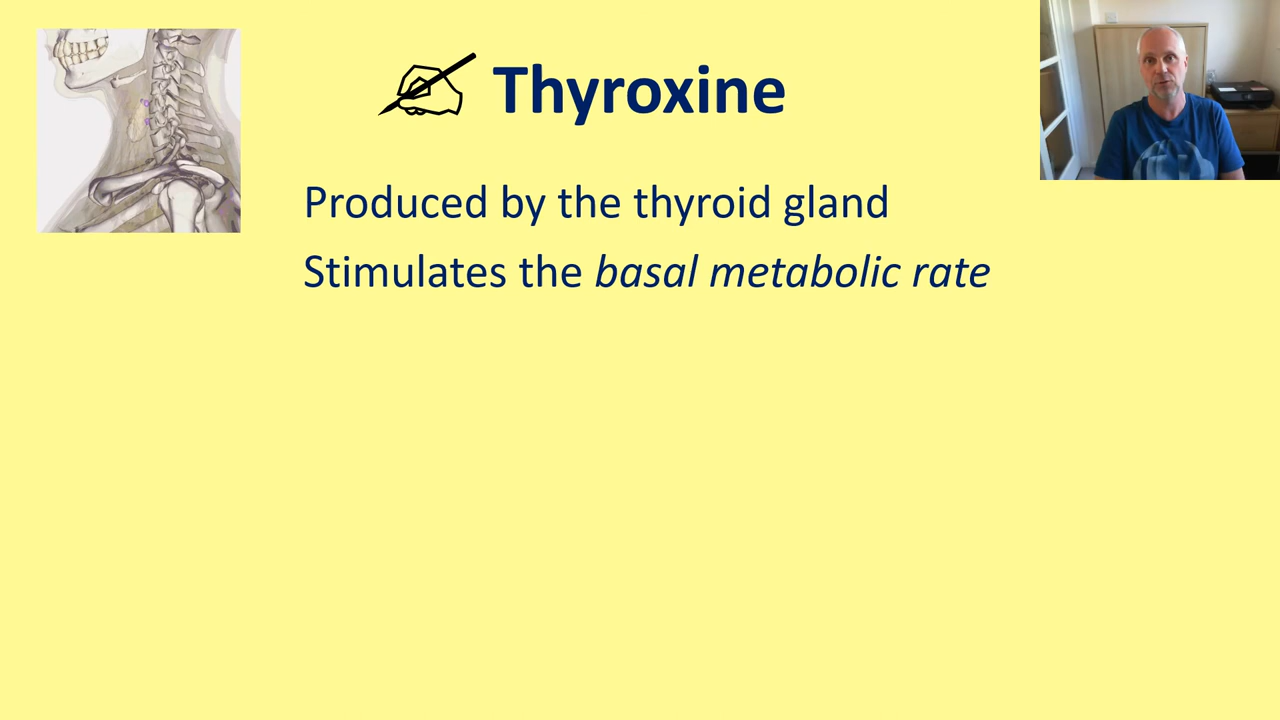 Thyroxine
Produced by the thyroid gland
Stimulates the basal metabolic rate